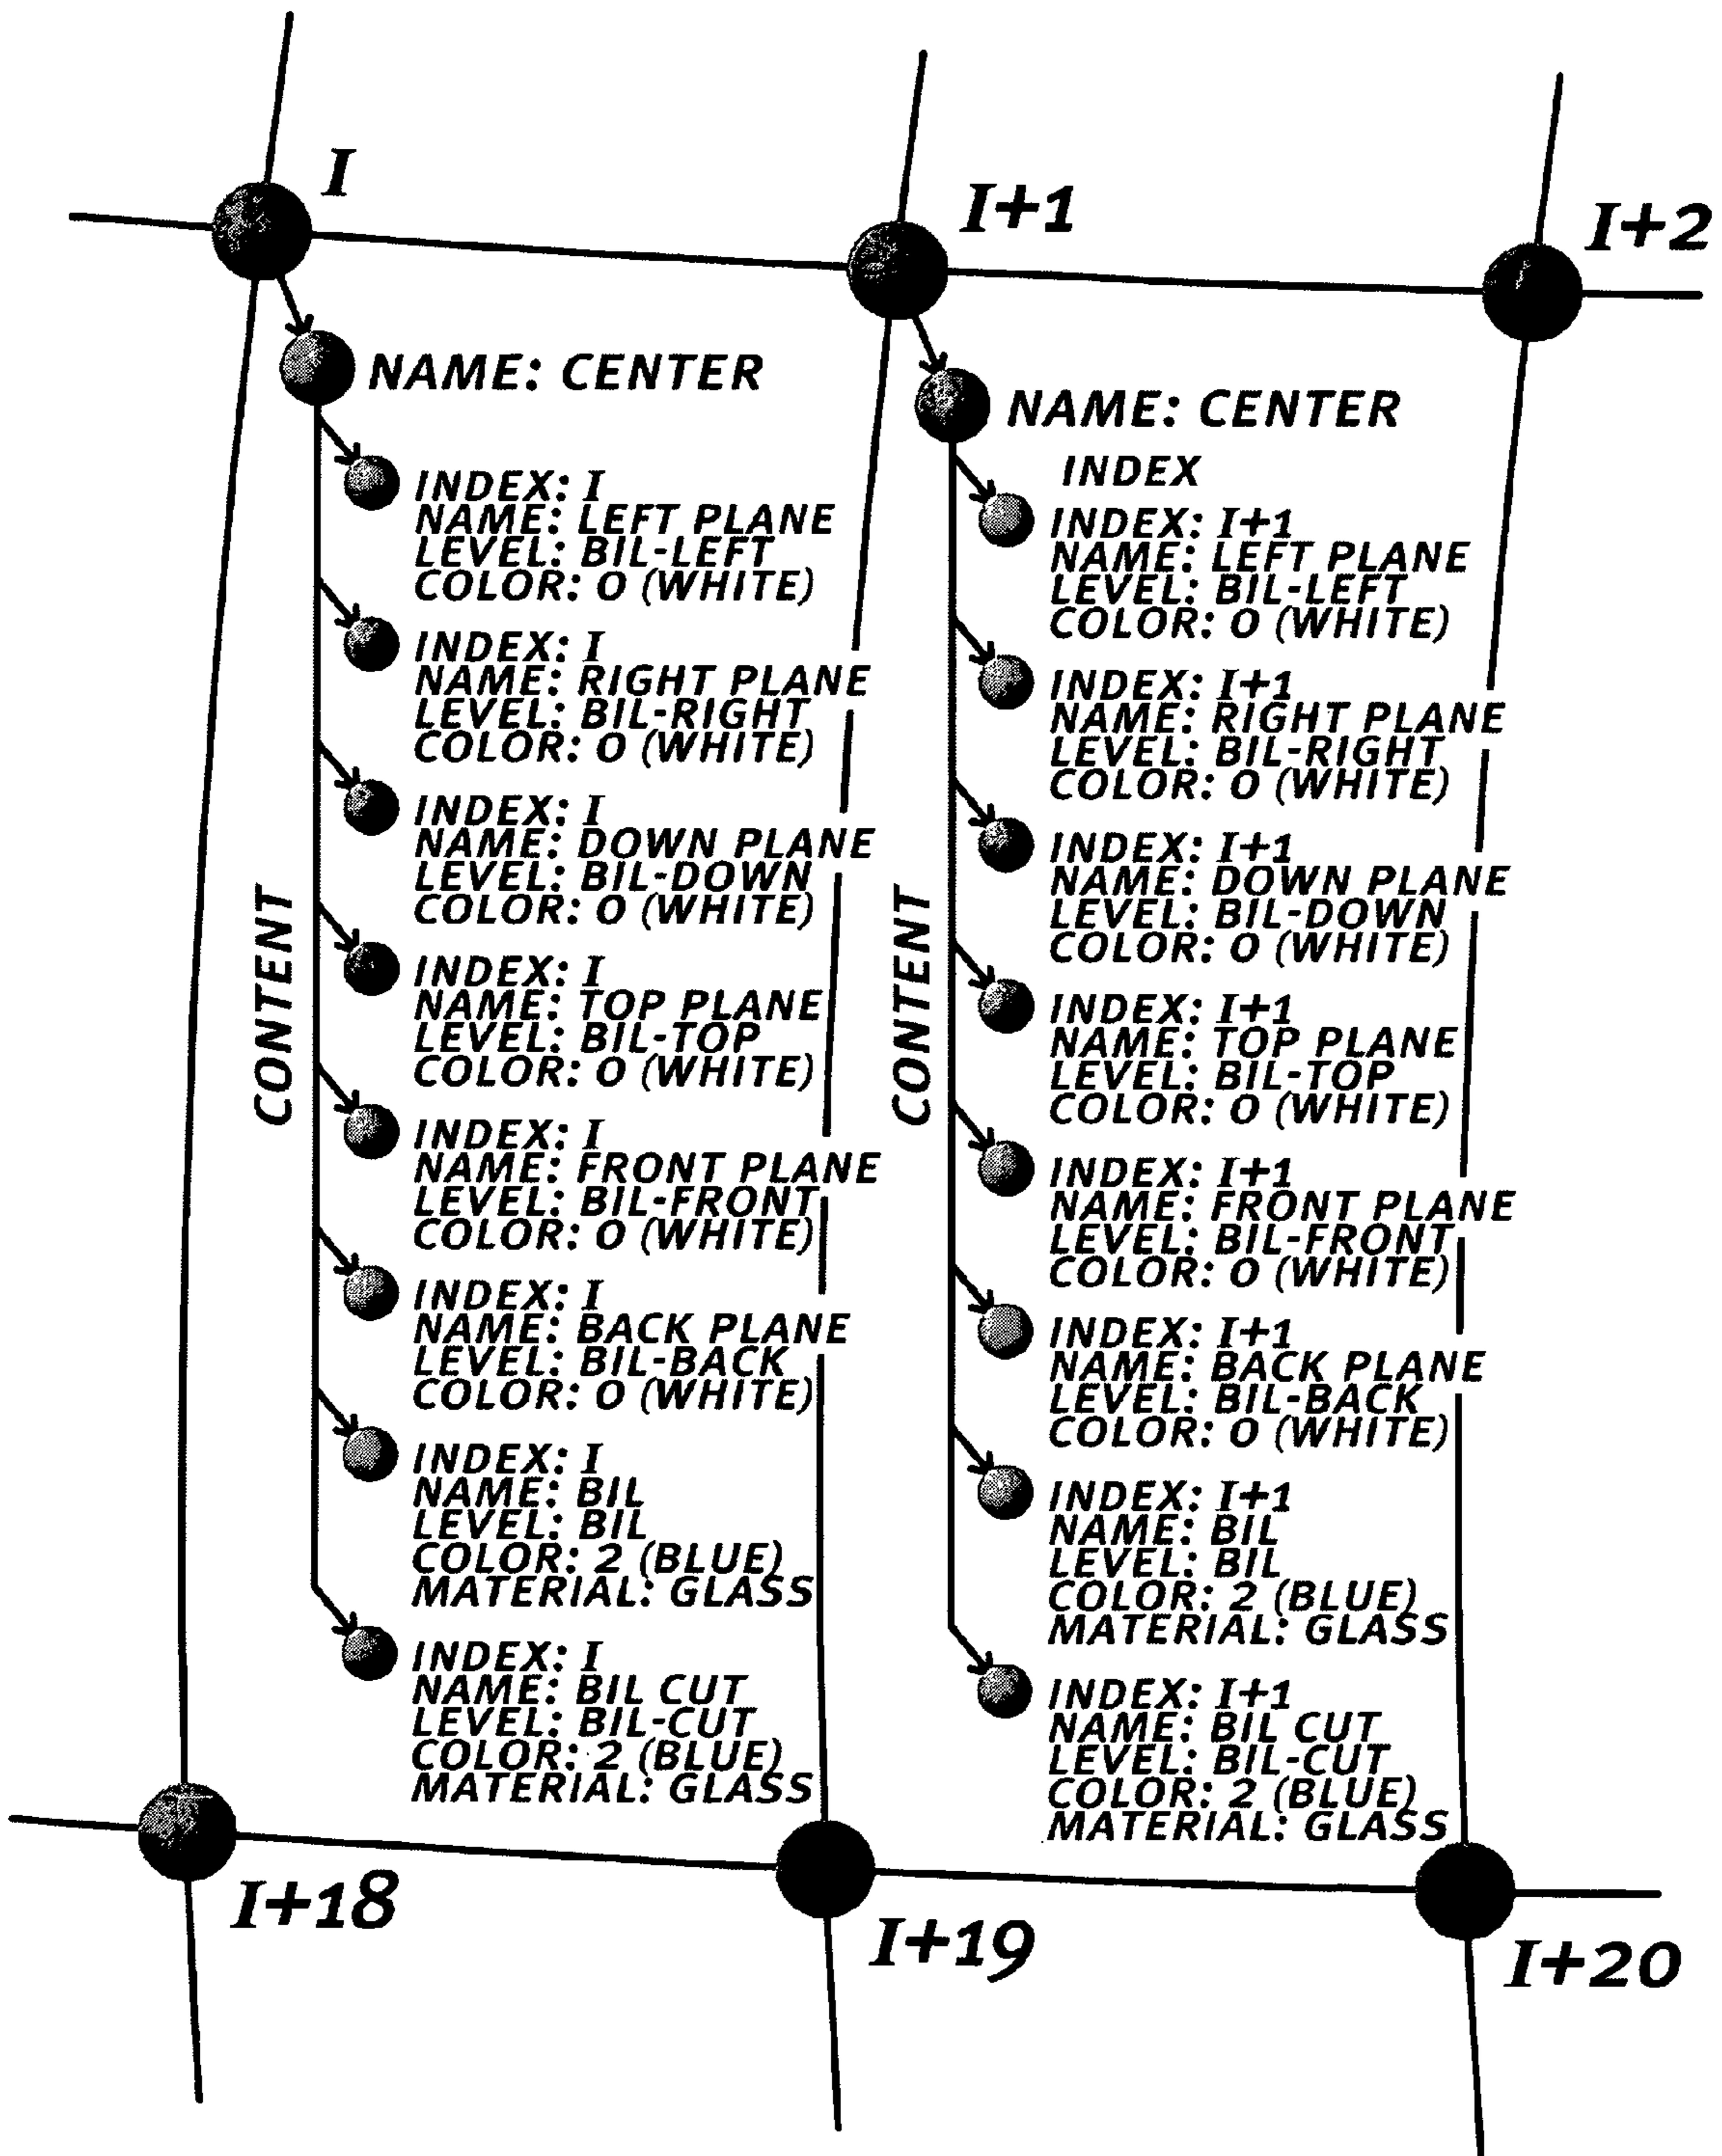 I
I+1
I+2
NAME: CENTER
INDEX: I
NAME: LEFT PLANE
LEVEL: BIL-LEFT
COLOR: 0 (WHITE)
INDEX: I
NAME: RIGHT PLANE
LEVEL: BIL-RIGHT
COLOR: 0 (WHITE)
INDEX: I
NAME: DOWN PLANE
LEVEL: BIL-DOWN
COLOR: 0 (WHITE)
INDEX: I
NAME: TOP PLANE
LEVEL: BIL-TOP
COLOR: 0 (WHITE)
INDEX: I
NAME: FRONT PLANE
LEVEL: BIL-FRONT
COLOR: 0 (WHITE)
INDEX: I
NAME: BACK PLANE
LEVEL: BIL-BACK
COLOR: 0 (WHITE)
INDEX: I
NAME: BIL
LEVEL: BIL
COLOR: 2 (BLUE)
MATERIAL: GLASS
INDEX: I
NAME: BIL CUT
LEVEL: BIL-CUT
COLOR: 2 (BLUE)
MATERIAL: GLASS
CONTENT
NAME: CENTER
INDEX
INDEX: I+1
NAME: LEFT PLANE
LEVEL: BIL-LEFT
COLOR: 0 (WHITE)
INDEX: I+1
NAME: RIGHT PLANE
LEVEL: BIL-RIGHT
COLOR: 0 (WHITE)
INDEX: I+1
NAME: DOWN PLANE
LEVEL: BIL-DOWN
COLOR: 0 (WHITE)
INDEX: I+1
NAME: TOP PLANE
LEVEL: BIL-TOP
COLOR: 0 (WHITE)
INDEX: I+1
NAME: FRONT PLANE
LEVEL: BIL-FRONT
COLOR: 0 (WHITE)
INDEX: I+1
NAME: BACK PLANE
LEVEL: BIL-BACK
COLOR: 0 (WHITE)
INDEX: I+1
NAME: BIL
LEVEL: BIL
COLOR: 2 (BLUE)
MATERIAL: GLASS
INDEX: I+1
NAME: BIL CUT
LEVEL: BIL-CUT
COLOR: 2 (BLUE)
MATERIAL: GLASS
CONTENT
I+18
I+19
I+20